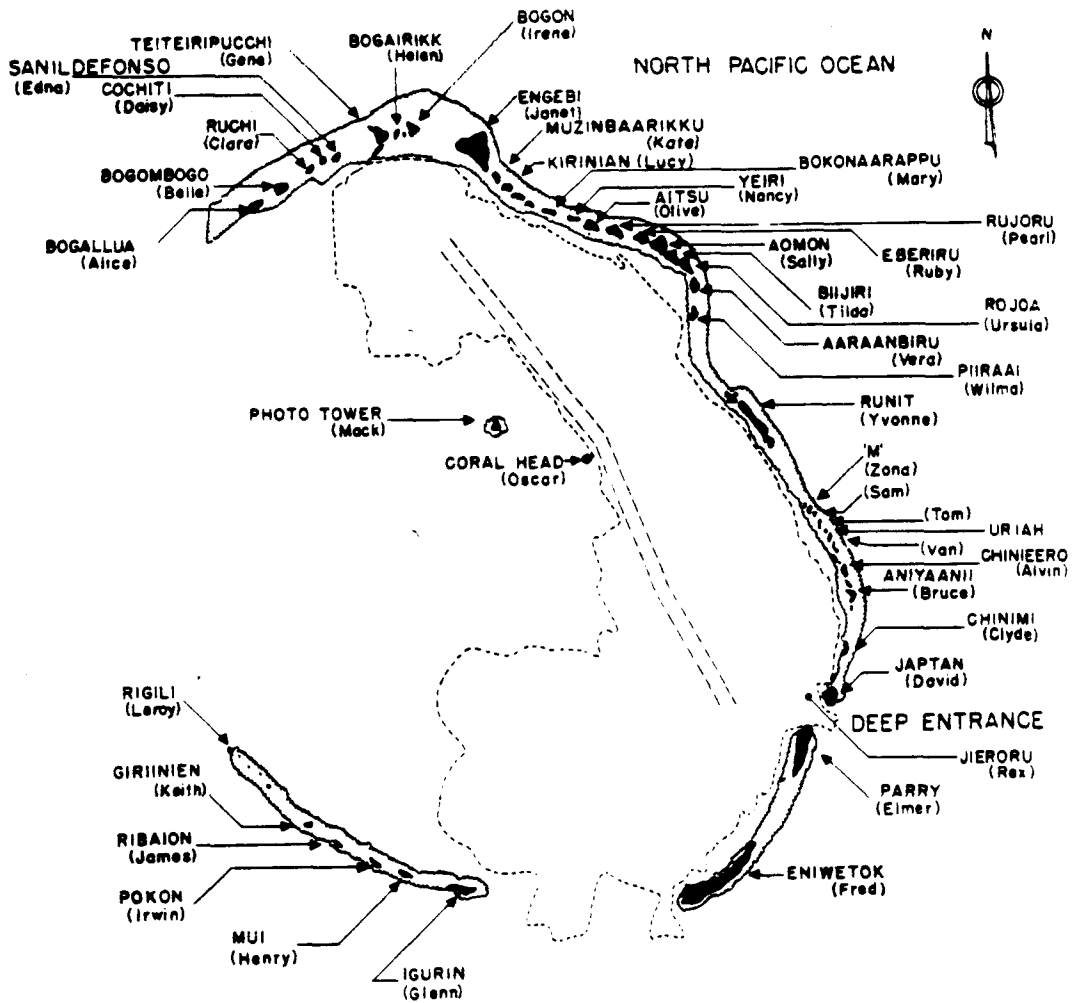 BOGON
(Irene)
BOGAIRIKK
(Helen)
TEITEIRIPUCCHI
(Gene)
SANILDEFONSO
(Edna)
COCHITI
(Daisy)
RUCHI
(Clara)
BOGOMBOGO
(Belle)
BOGALLUA
(Alice)
NORTH PACIFIC OCEAN
N
ENGEBI
(Janet)
MUZINBAARIKKU
(Kate)
KIRINIAN (Lucy)
BOKONAARAPPU
(Mary)
YEIRI
(Nancy)
AITSU
(Olive)
RUJORU
(Pearl)
EBERIRU
(Ruby)
AOMON
(Sally)
BIIJIRI
(Tilda)
ROJOA
(Ursula)
AARAANBIRU
(Vera)
PIIRAAI
(Wilma)
RUNIT
(Yvonne)
PHOTO TOWER
(Mack)
CORAL HEAD
(Oscar)
'M'
(Zona)
(Sam)
(Tom)
URIAH
(Van)
CHINIEERO
(Alvin)
ANIYAANII
(Bruce)
CHINIMI
(Clyde)
JAPTAN
(David)
DEEP ENTRANCE
JIERORU
(Rex)
PARRY
(Elmer)
ENIWETOK
(Fred)
RIGILI
(Leroy)
GIRIINIEN
(Keith)
RIBAION
(James)
POKON
(Irwin)
MUI
(Henry)
IGURIN
(Glenn)